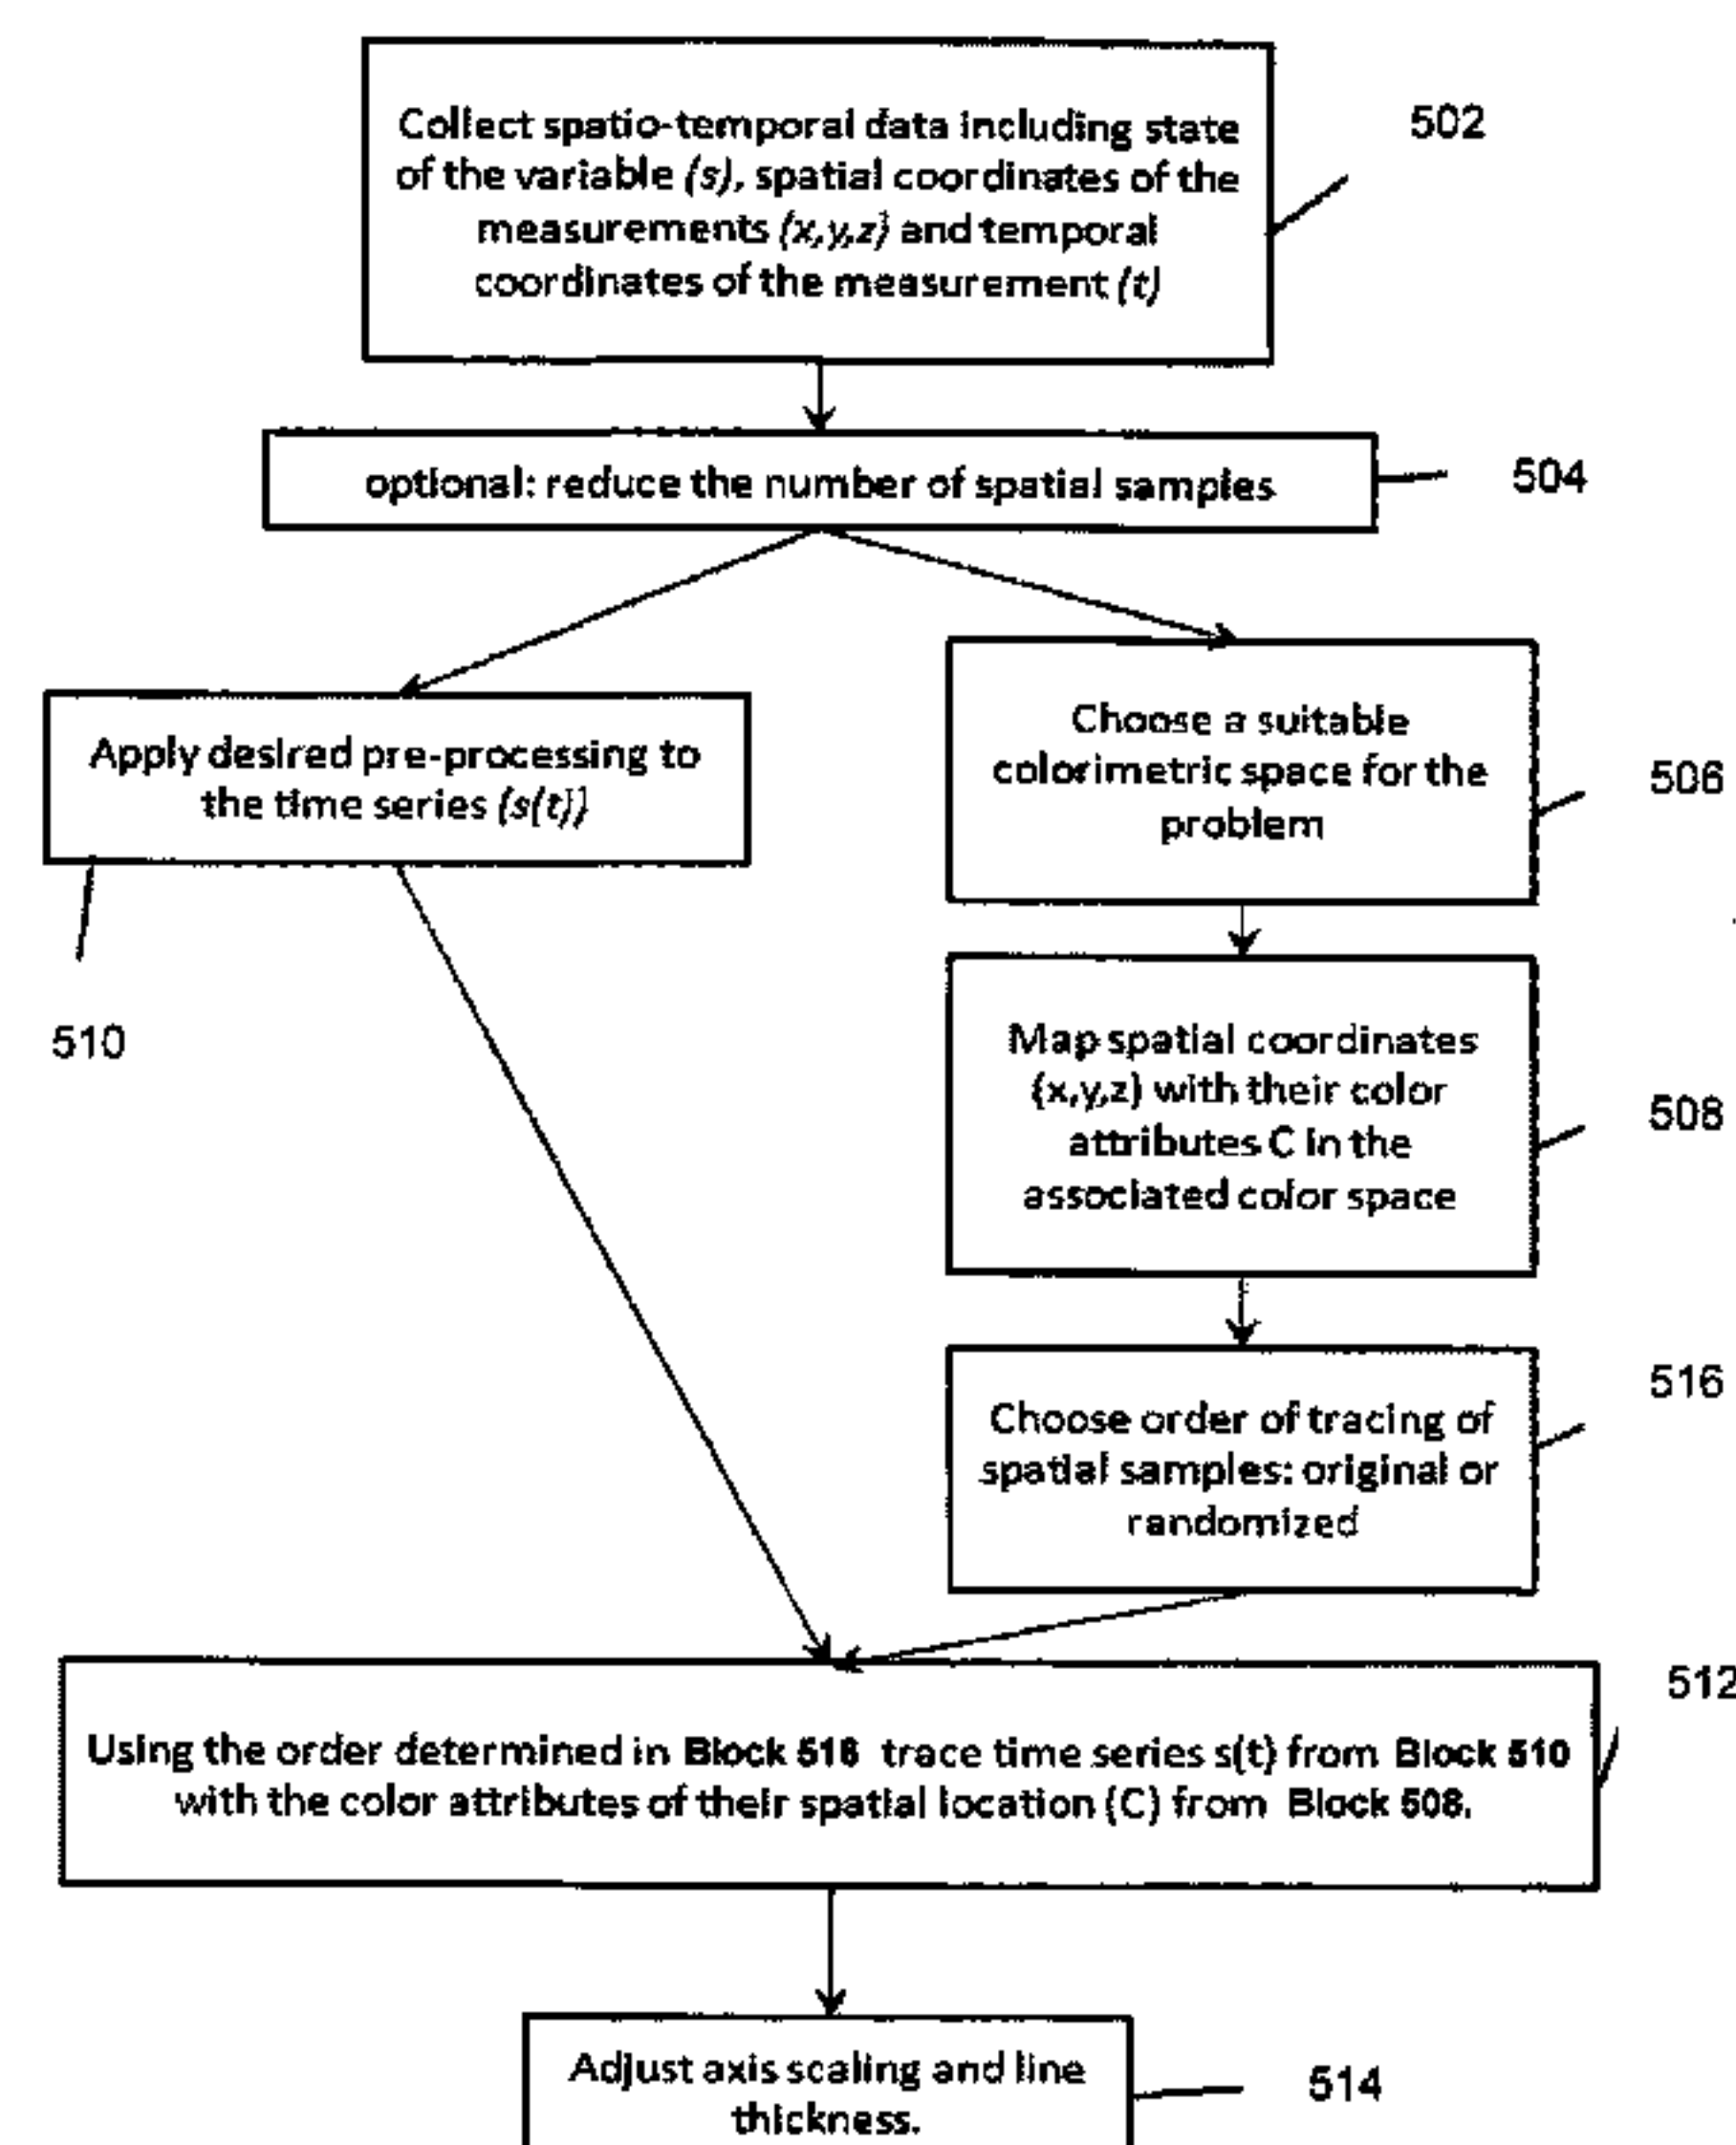 Collect spatio-temporal data including state
of the variable (s), spatial coordinates of the
measurements (x,y,z) and temporal
coordinates of the measurement (t)
502
optional: reduce the number of spatial samples
504
Apply desired pre-processing to
the time series (s(t))
510
Choose a suitable
colorimetric space for the
problem
506
Map spatial coordinates
(x,y,z) with their color
attributes C in the
associated color space
508
Choose order of tracing of
spatial samples: original or
randomized
516
Using the order determined in Block 516 trace time series s(t) from Block 510
with the color attributes of their spatial location (C) from Block 508.
512
Adjust axis scaling and line
thickness.
514